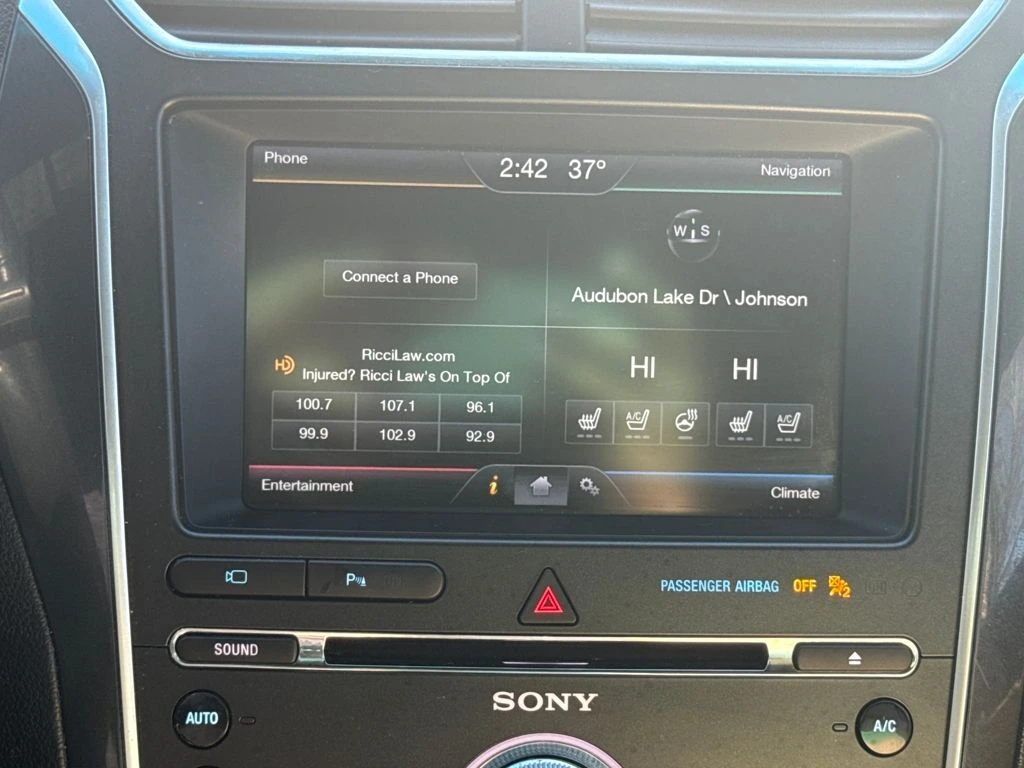 Phone
2:42 37°
Navigation
W S
Connect a Phone
Audubon Lake Dr \ Johnson
HD
RicciLaw.com
Injured? Ricci Law's On Top Of
HI HI
100.7 107.1 96.1
99.9 102.9 92.9
A/C A/C
Entertainment
i
Climate
P
PASSENGER AIRBAG OFF 2
SOUND
SONY
AUTO
A/C